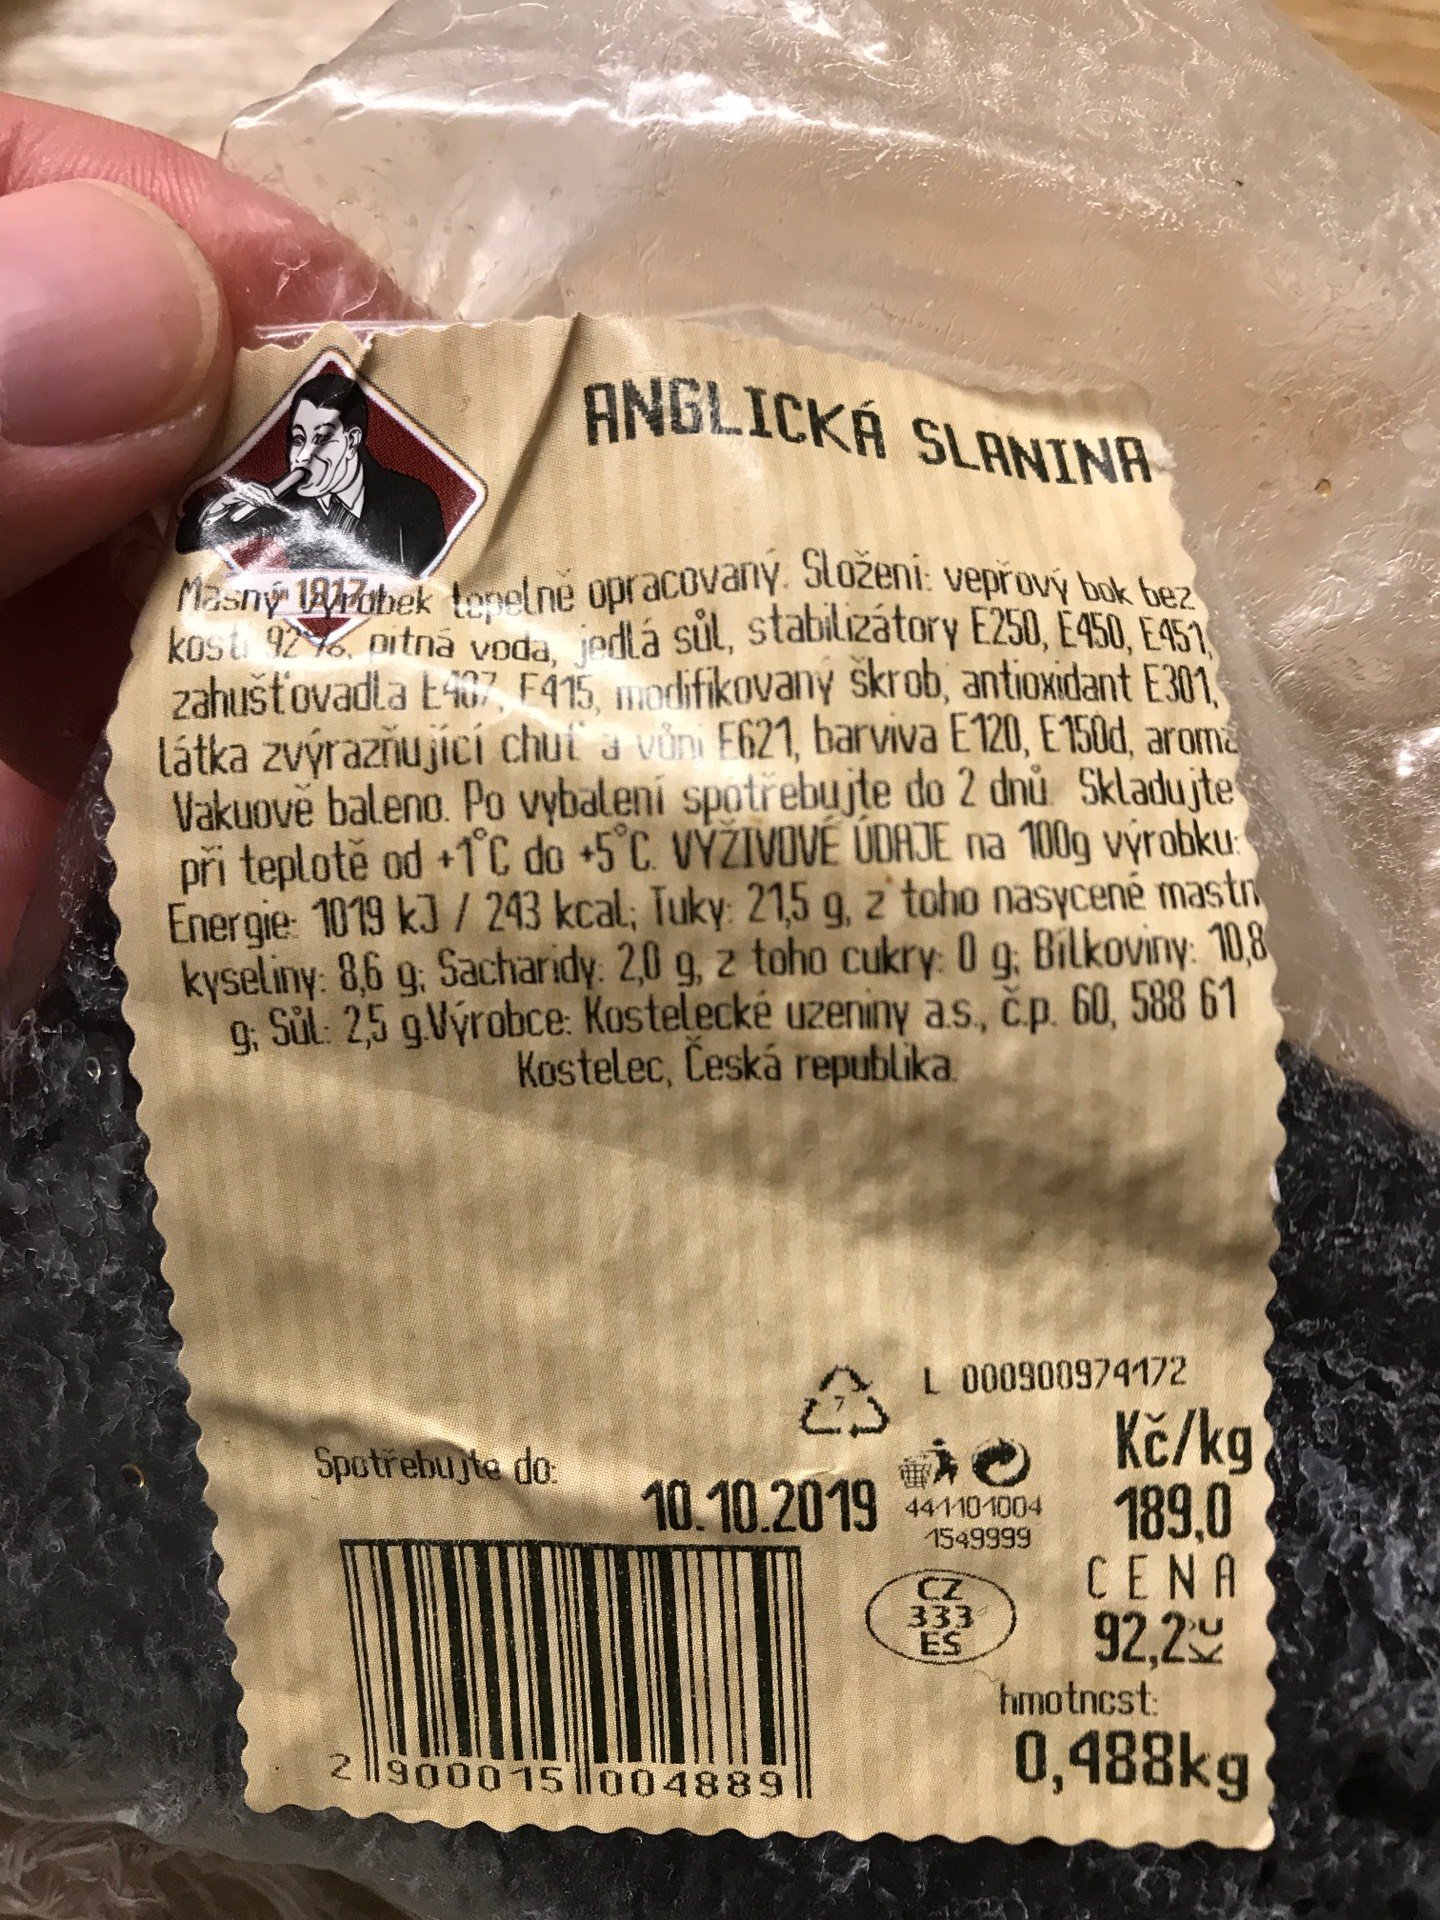 ANGLICKÁ SLANINA
1917
Masný výrobek tepelně opracovaný. Složení: vepřový bok bez
kosti 92%, pitná voda, jedlá sůl, stabilizátory E250, E450, E451,
zahušťovadla E407, E415, modifikovaný škrob, antioxidant E301,
látka zvýrazňující chuť a vůni E621, barviva E120, E150d, aroma
Vakuově baleno. Po vybalení spotřebujte do 2 dnů. Skladujte
při teplotě od +1°C do +5°C. VÝŽIVOVÉ ÚDAJE na 100g výrobku:
Energie: 1019 kJ / 243 kcal; Tuky: 21,5 g, z toho nasycené mastn
kyseliny: 8,6 g; Sacharidy: 2,0 g, z toho cukry: 0 g; Bílkoviny: 10,8
g; Sůl: 2,5 g.Výrobce: Kostelecké uzeniny a.s., č.p. 60, 588 61
Kostelec, Česká republika.
L 000900974172
7
Kč/kg
189,0
Spotřebujte do:
10.10.2019
441101004
1549999
CENA
92,2Kč
CZ
333
ES
hmotnost:
0,488kg
2 900015 004889